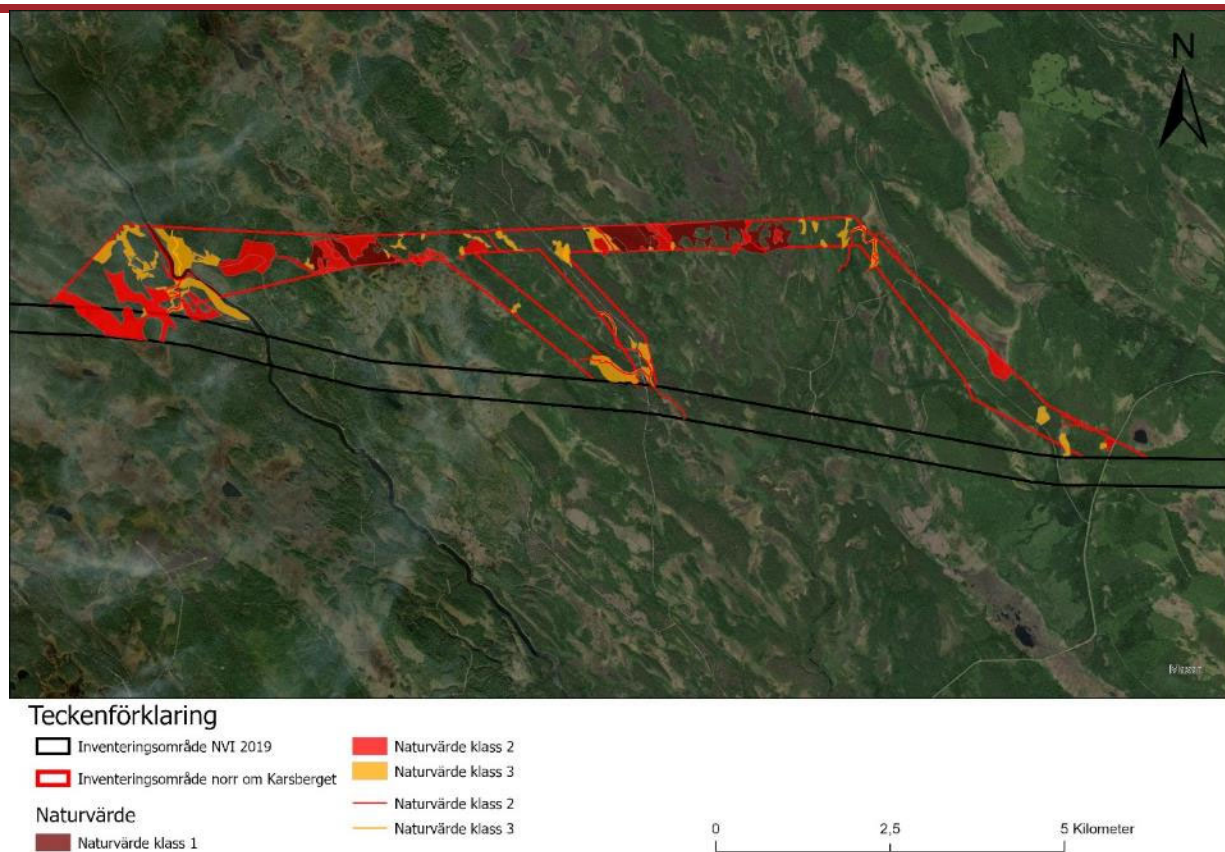 N
Teckenförklaring
Inventeringsområde NVI 2019
Inventeringsområde norr om Karsberget
Naturvärde
Naturvärde klass 1
Naturvärde klass 2
Naturvärde klass 3
Naturvärde klass 2
Naturvärde klass 3
0 2,5 5 Kilometer